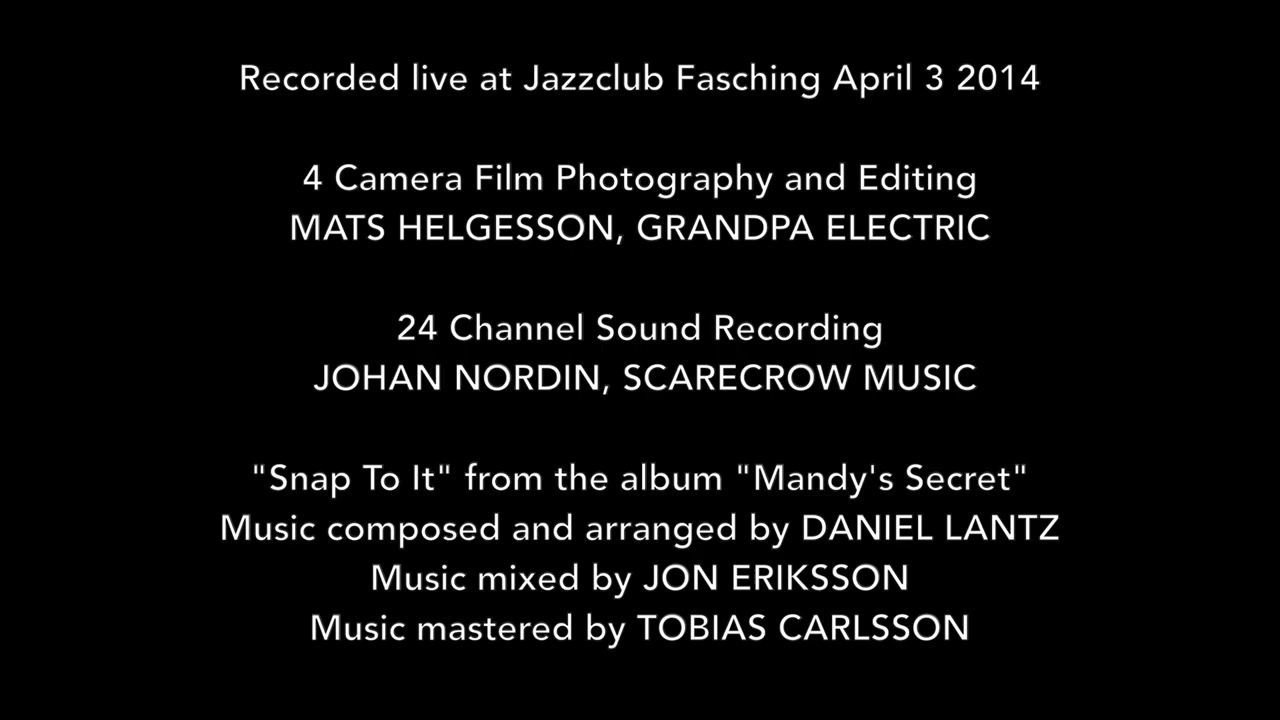 Recorded live at Jazzclub Fasching April 3 2014
4 Camera Film Photography and Editing
MATS HELGESSON, GRANDPA ELECTRIC
24 Channel Sound Recording
JOHAN NORDIN, SCARECROW MUSIC
"Snap To It" from the album "Mandy's Secret"
Music composed and arranged by DANIEL LANTZ
Music mixed by JON ERIKSSON
Music mastered by TOBIAS CARLSSON